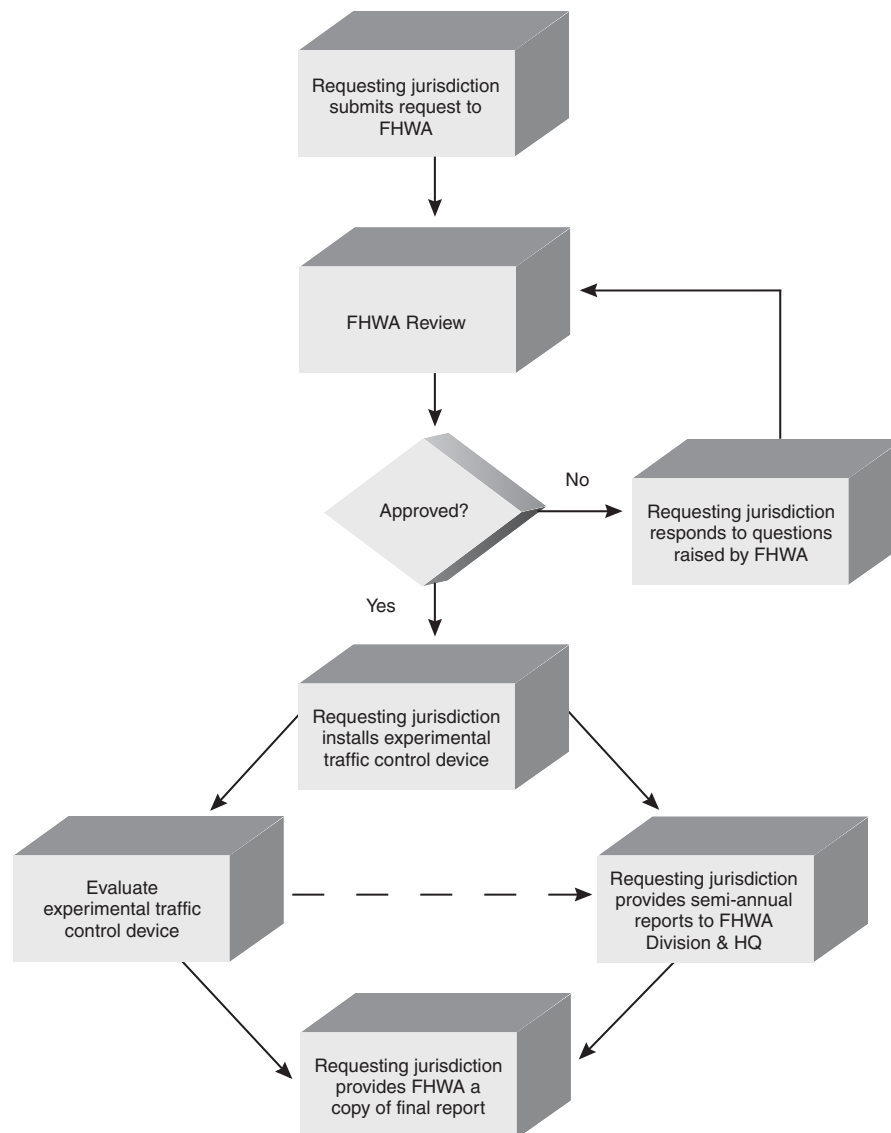 Requesting jurisdiction
submits request to
FHWA
FHWA Review
Approved?
No
Requesting jurisdiction
responds to questions
raised by FHWA
Yes
Requesting jurisdiction
installs experimental
traffic control device
Evaluate
experimental traffic
control device
Requesting jurisdiction
provides semi-annual
reports to FHWA
Division & HQ
Requesting jurisdiction
provides FHWA a
copy of final report